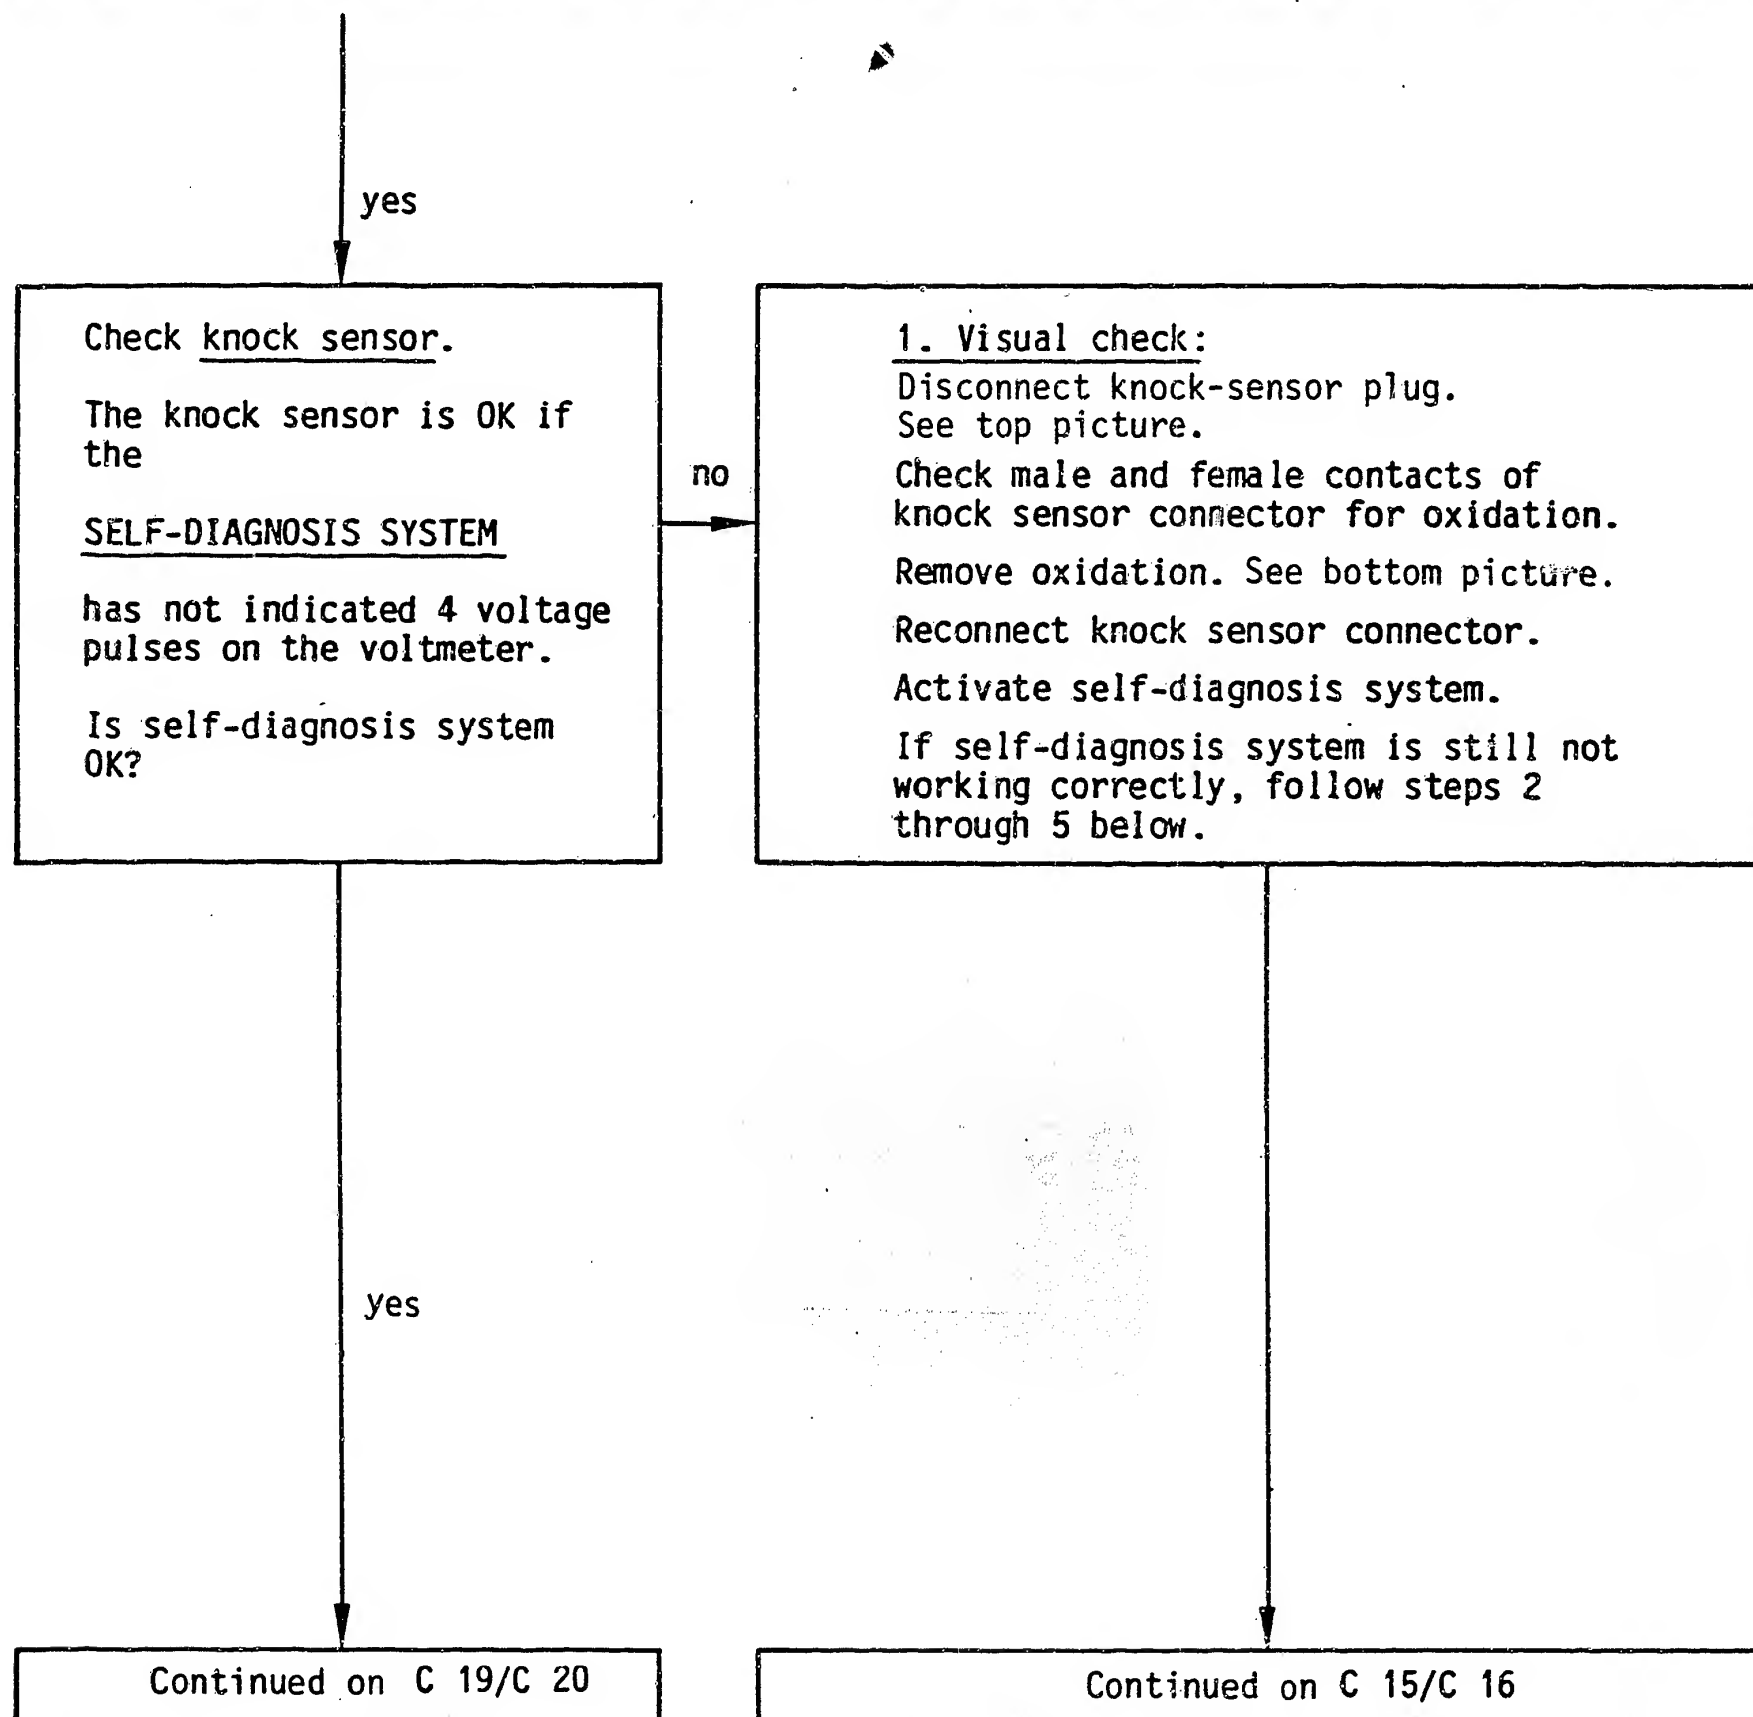 yes
Check knock sensor.
The knock sensor is OK if
the
SELF-DIAGNOSIS SYSTEM
has not indicated 4 voltage
pulses on the voltmeter.
Is self-diagnosis system
OK?
no
1. Visual check:
Disconnect knock-sensor plug.
See top picture.
Check male and female contacts of
knock sensor connector for oxidation.
Remove oxidation. See bottom picture.
Reconnect knock sensor connector.
Activate self-diagnosis system.
If self-diagnosis system is still not
working correctly, follow steps 2
through 5 below.
yes
Continued on C 19/C 20
Continued on C 15/C 16